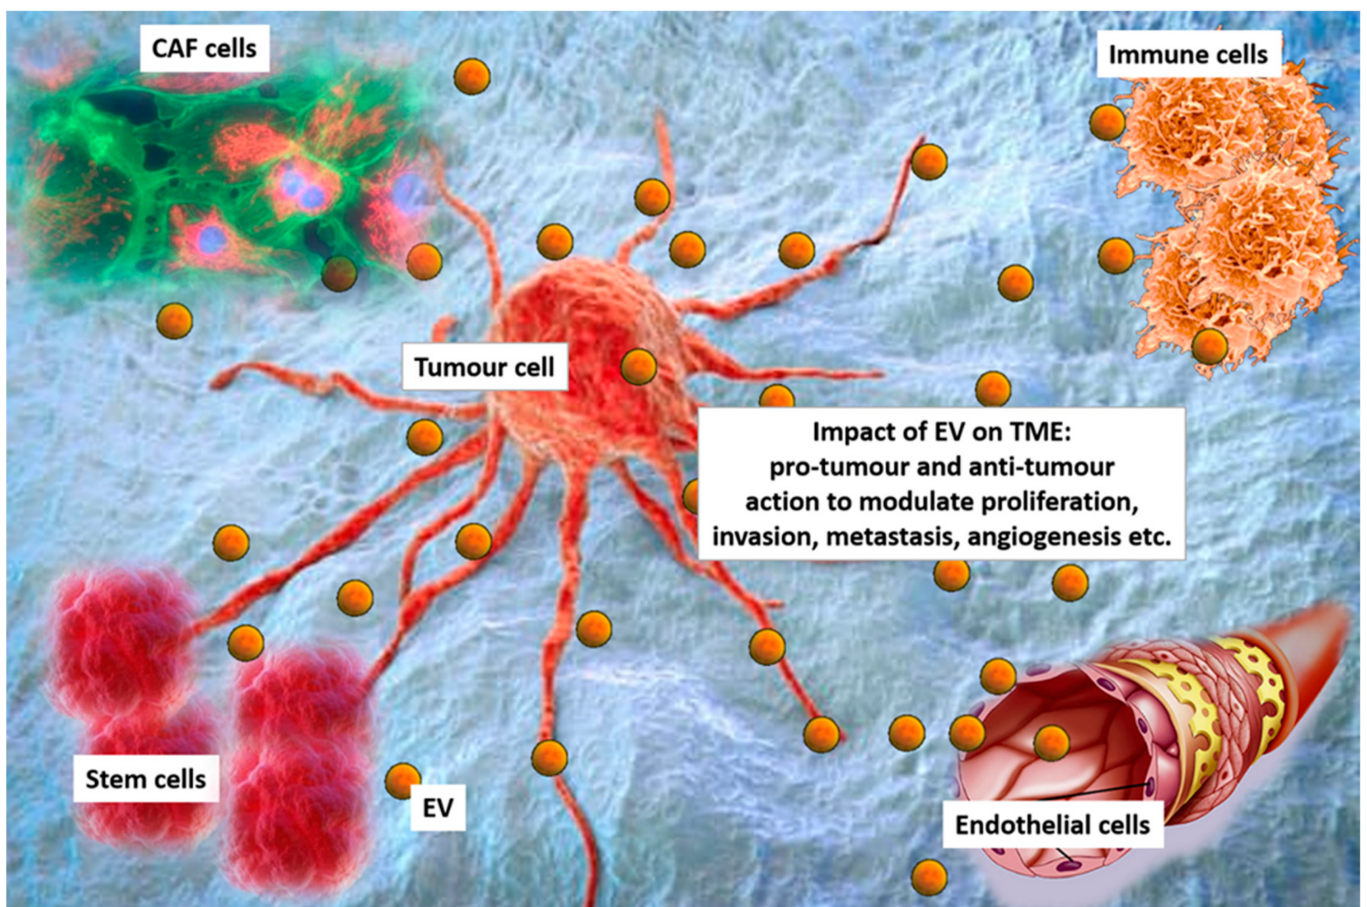 CAF cells
Immune cells
Tumour cell
Impact of EV on TME:
pro-tumour and anti-tumour
action to modulate proliferation,
invasion, metastasis, angiogenesis etc.
Stem cells
EV
Endothelial cells